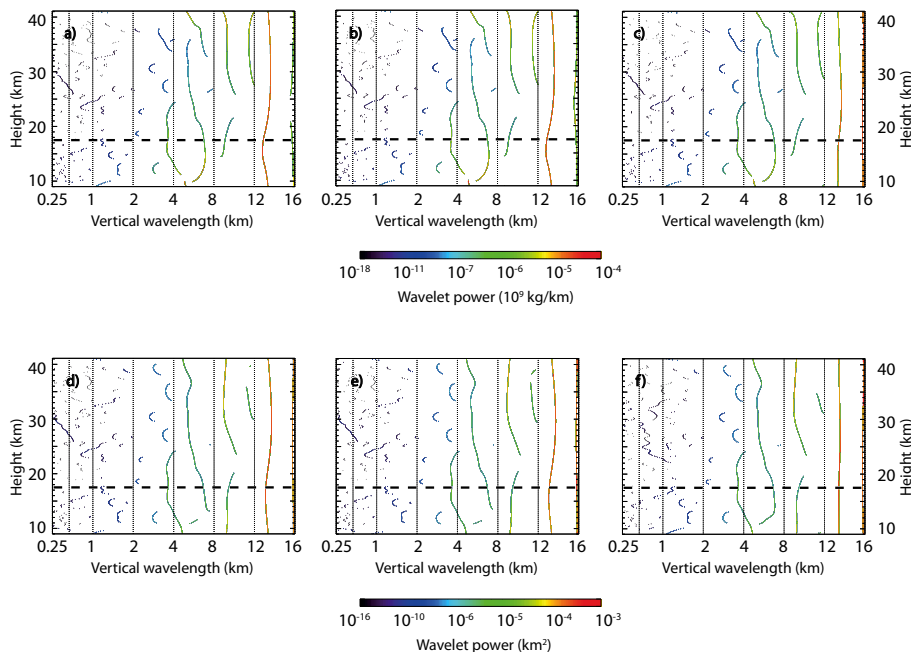 a) b) c)
40 40
30 30
20 20
10 10
Height (km) Height (km)
0.25 1 2 4 8 12 16 0.25 1 2 4 8 12 16 0.25 1 2 4 8 12 16
Vertical wavelength (km) Vertical wavelength (km) Vertical wavelength (km)
10⁻¹⁸ 10⁻¹¹ 10⁻⁷ 10⁻⁶ 10⁻⁵ 10⁻⁴
Wavelet power (10⁹ kg/km)
d) e) f)
40 40
30 30
20 20
10 10
Height (km) Height (km)
0.25 1 2 4 8 12 16 0.25 1 2 4 8 12 16 0.25 1 2 4 8 12 16
Vertical wavelength (km) Vertical wavelength (km) Vertical wavelength (km)
10⁻¹⁶ 10⁻¹⁰ 10⁻⁶ 10⁻⁵ 10⁻⁴ 10⁻³
Wavelet power (km²)